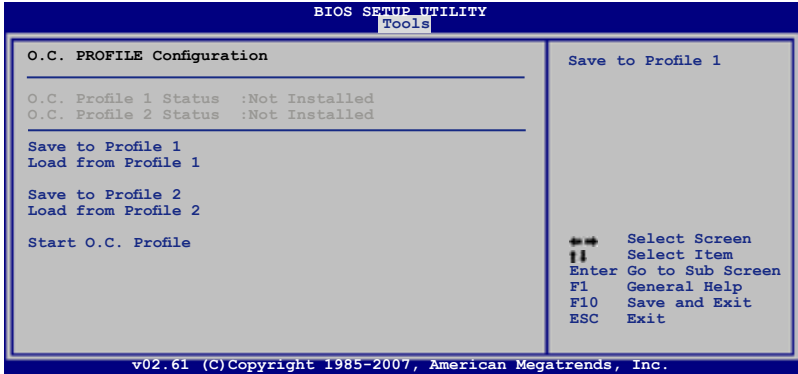 BIOS SETUP UTILITY
Tools
O.C. PROFILE Configuration
O.C. Profile 1 Status :Not Installed
O.C. Profile 2 Status :Not Installed
Save to Profile 1
Load from Profile 1
Save to Profile 2
Load from Profile 2
Start O.C. Profile
Save to Profile 1
Select Screen
Select Item
Enter Go to Sub Screen
F1 General Help
F10 Save and Exit
ESC Exit
v02.61 (C)Copyright 1985-2007, American Megatrends, Inc.